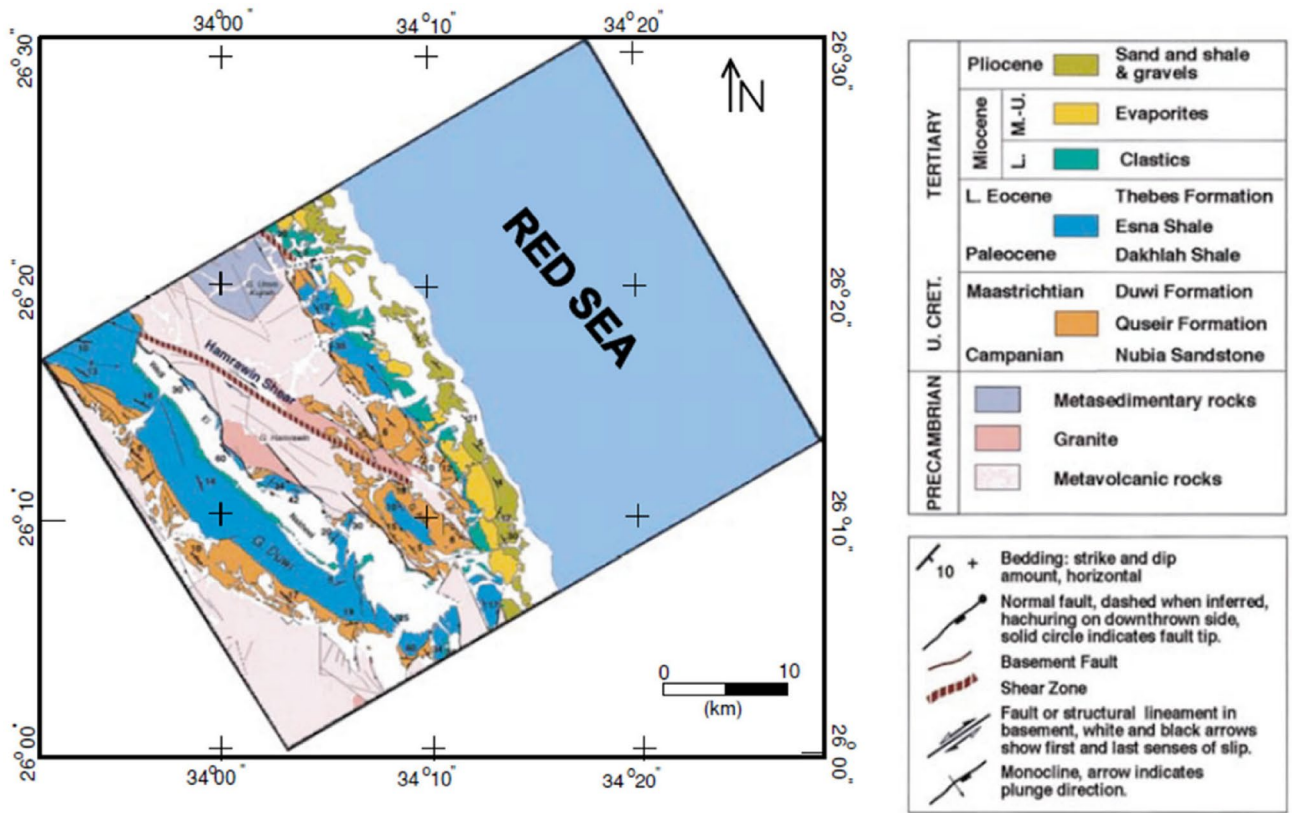 34°00" 34°10" 34°20"
26°30" 26°30"
N
26°20" 26°20"
RED SEA
Hamrawin Shear
G. Hamrawin
G. Duwi
26°10" 26°10"
0 10
(km)
26°00" 26°00"
34°00" 34°10" 34°20"
TERTIARY
Pliocene Sand and shale
& gravels
Miocene
M.-U. Evaporites
L. Clastics
L. Eocene Thebes Formation
Esna Shale
Paleocene Dakhlah Shale
U. CRET.
Maastrichtian Duwi Formation
Quseir Formation
Campanian Nubia Sandstone
PRECAMBRIAN
Metasedimentary rocks
Granite
Metavolcanic rocks
10 + Bedding: strike and dip
amount, horizontal
Normal fault, dashed when inferred,
hachuring on downthrown side,
solid circle indicates fault tip.
Basement Fault
Shear Zone
Fault or structural lineament in
basement, white and black arrows
show first and last senses of slip.
Monocline, arrow indicates
plunge direction.